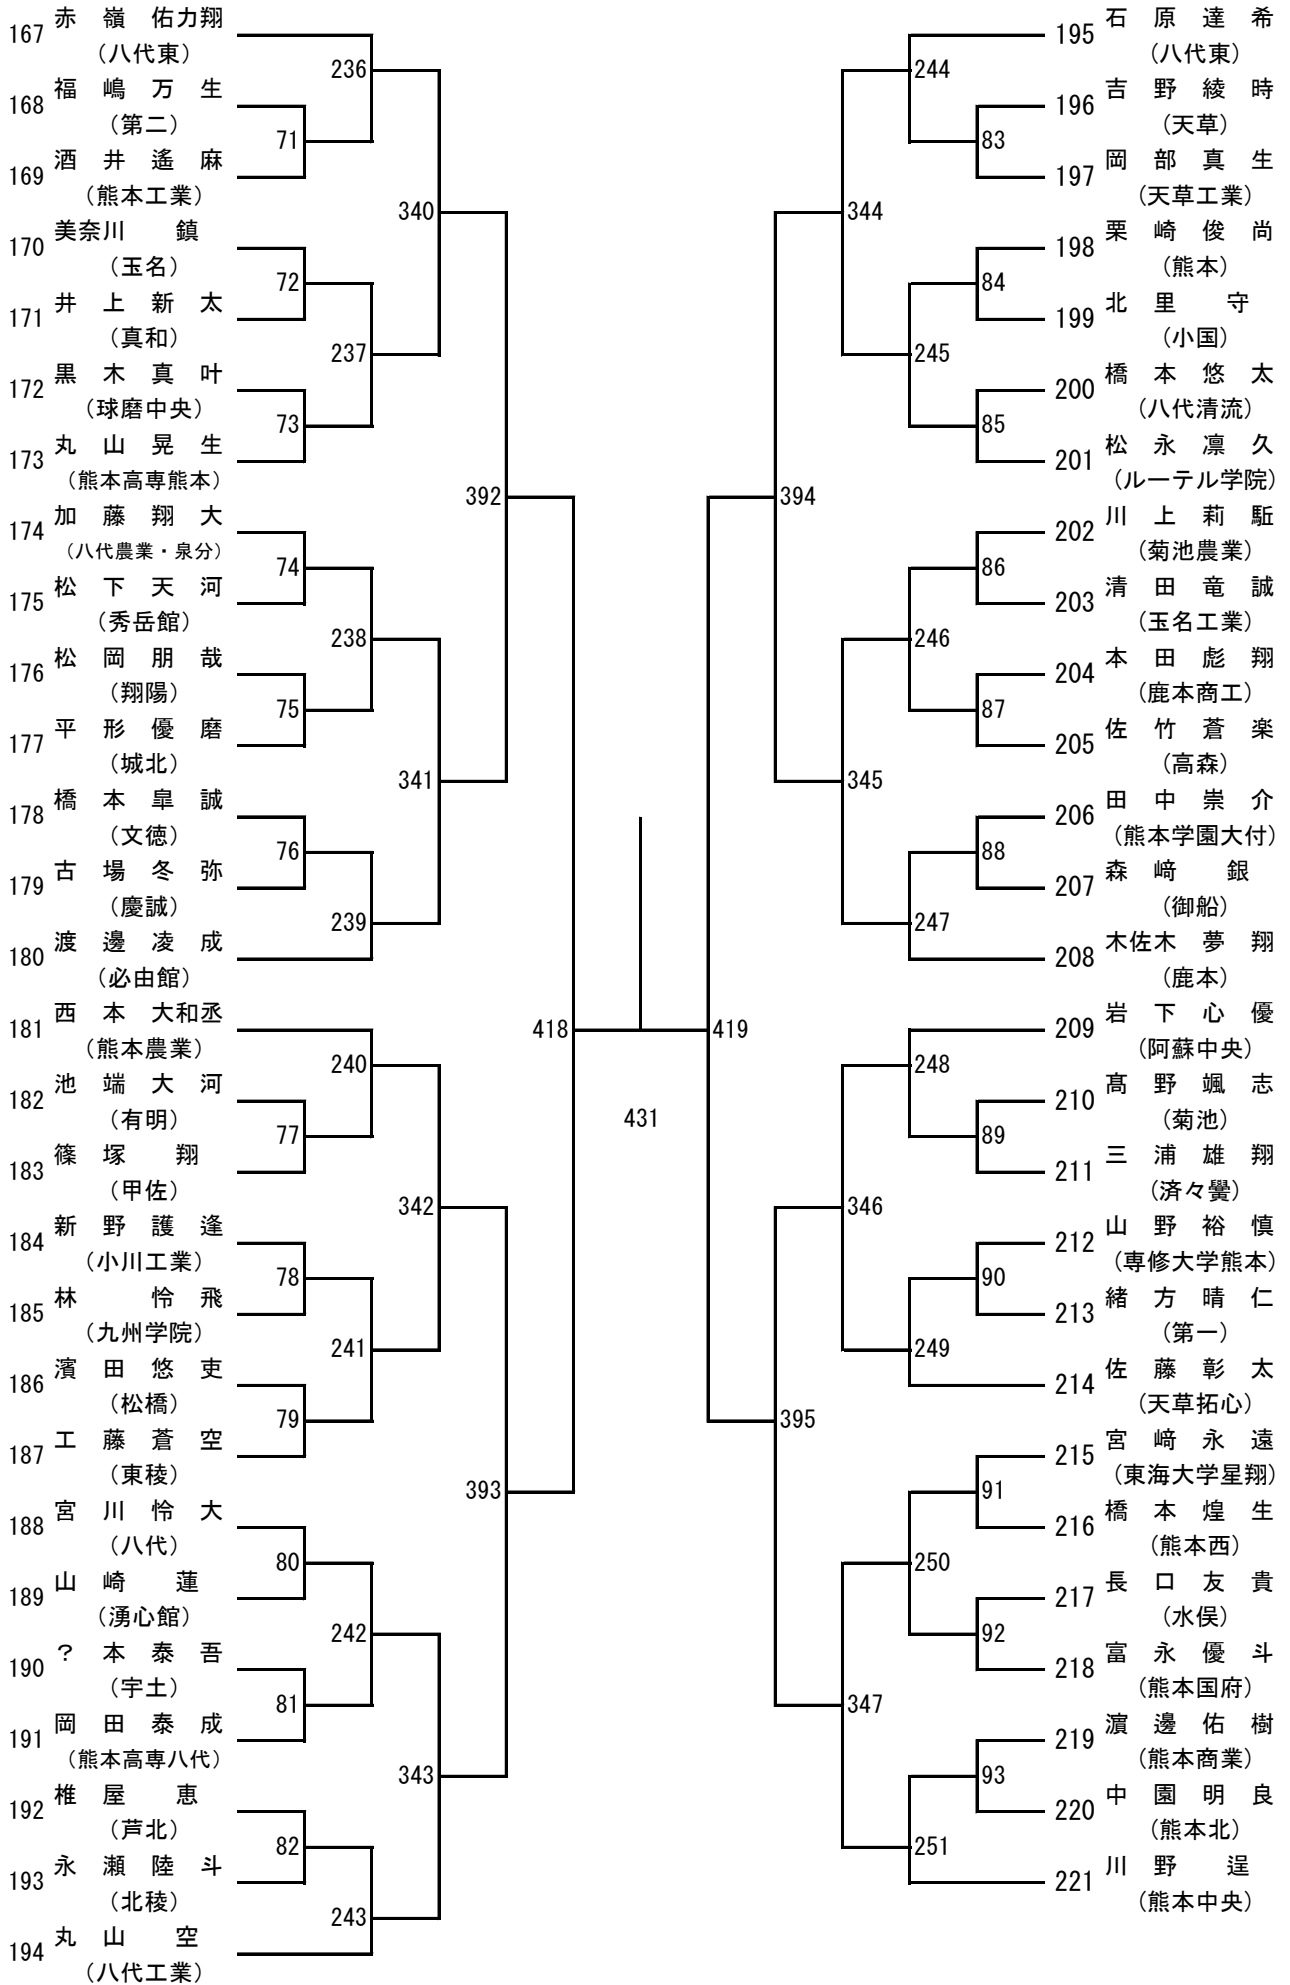 167 赤 嶺 佑力翔
(八代東)
168 福 嶋 万 生
(第二)
169 酒 井 遙 麻
(熊本工業)
170 美奈川 鎮
(玉名)
171 井 上 新 太
(真和)
172 黒 木 真 叶
(球磨中央)
173 丸 山 晃 生
(熊本高専熊本)
174 加 藤 翔 大
(八代農業・泉分)
175 松 下 天 河
(秀岳館)
176 松 岡 朋 哉
(翔陽)
177 平 形 優 磨
(城北)
178 橋 本 皐 誠
(文徳)
179 古 場 冬 弥
(慶誠)
180 渡 邊 凌 成
(必由館)
181 西 本 大和丞
(熊本農業)
182 池 端 大 河
(有明)
183 篠 塚 翔
(甲佐)
184 新 野 護 逢
(小川工業)
185 林 怜 飛
(九州学院)
186 濱 田 悠 吏
(松橋)
187 工 藤 蒼 空
(東稜)
188 宮 川 怜 大
(八代)
189 山 崎 蓮
(湧心館)
190 ? 本 泰 吾
(宇土)
191 岡 田 泰 成
(熊本高専八代)
192 椎 屋 恵
(芦北)
193 永 瀬 陸 斗
(北稜)
194 丸 山 空
(八代工業)
71
72
73
74
75
76
77
78
79
80
81
82
236
237
238
239
240
241
242
243
340
341
342
343
392
393
418
431
419
394
395
344
345
346
347
244
245
246
247
248
249
250
251
83
84
85
86
87
88
89
90
91
92
93
195 石 原 達 希
(八代東)
196 吉 野 綾 時
(天草)
197 岡 部 真 生
(天草工業)
198 栗 崎 俊 尚
(熊本)
199 北 里 守
(小国)
200 橋 本 悠 太
(八代清流)
201 松 永 凛 久
(ルーテル学院)
202 川 上 莉
(菊池農業)
203 清 田 竜 誠
(玉名工業)
204 本 田 彪 翔
(鹿本商工)
205 佐 竹 蒼 楽
(高森)
206 田 中 崇 介
(熊本学園大付)
207 森 﨑 銀
(御船)
208 木佐木 夢 翔
(鹿本)
209 岩 下 心 優
(阿蘇中央)
210 髙 野 颯 志
(菊池)
211 三 浦 雄 翔
(済々黌)
212 山 野 裕 慎
(専修大学熊本)
213 緒 方 晴 仁
(第一)
214 佐 藤 彰 太
(天草拓心)
215 宮 﨑 永 遠
(東海大学星翔)
216 橋 本 煌 生
(熊本西)
217 長 口 友 貴
(水俣)
218 富 永 優 斗
(熊本国府)
219 濵 邊 佑 樹
(熊本商業)
220 中 園 明 良
(熊本北)
221 川 野 逞
(熊本中央)